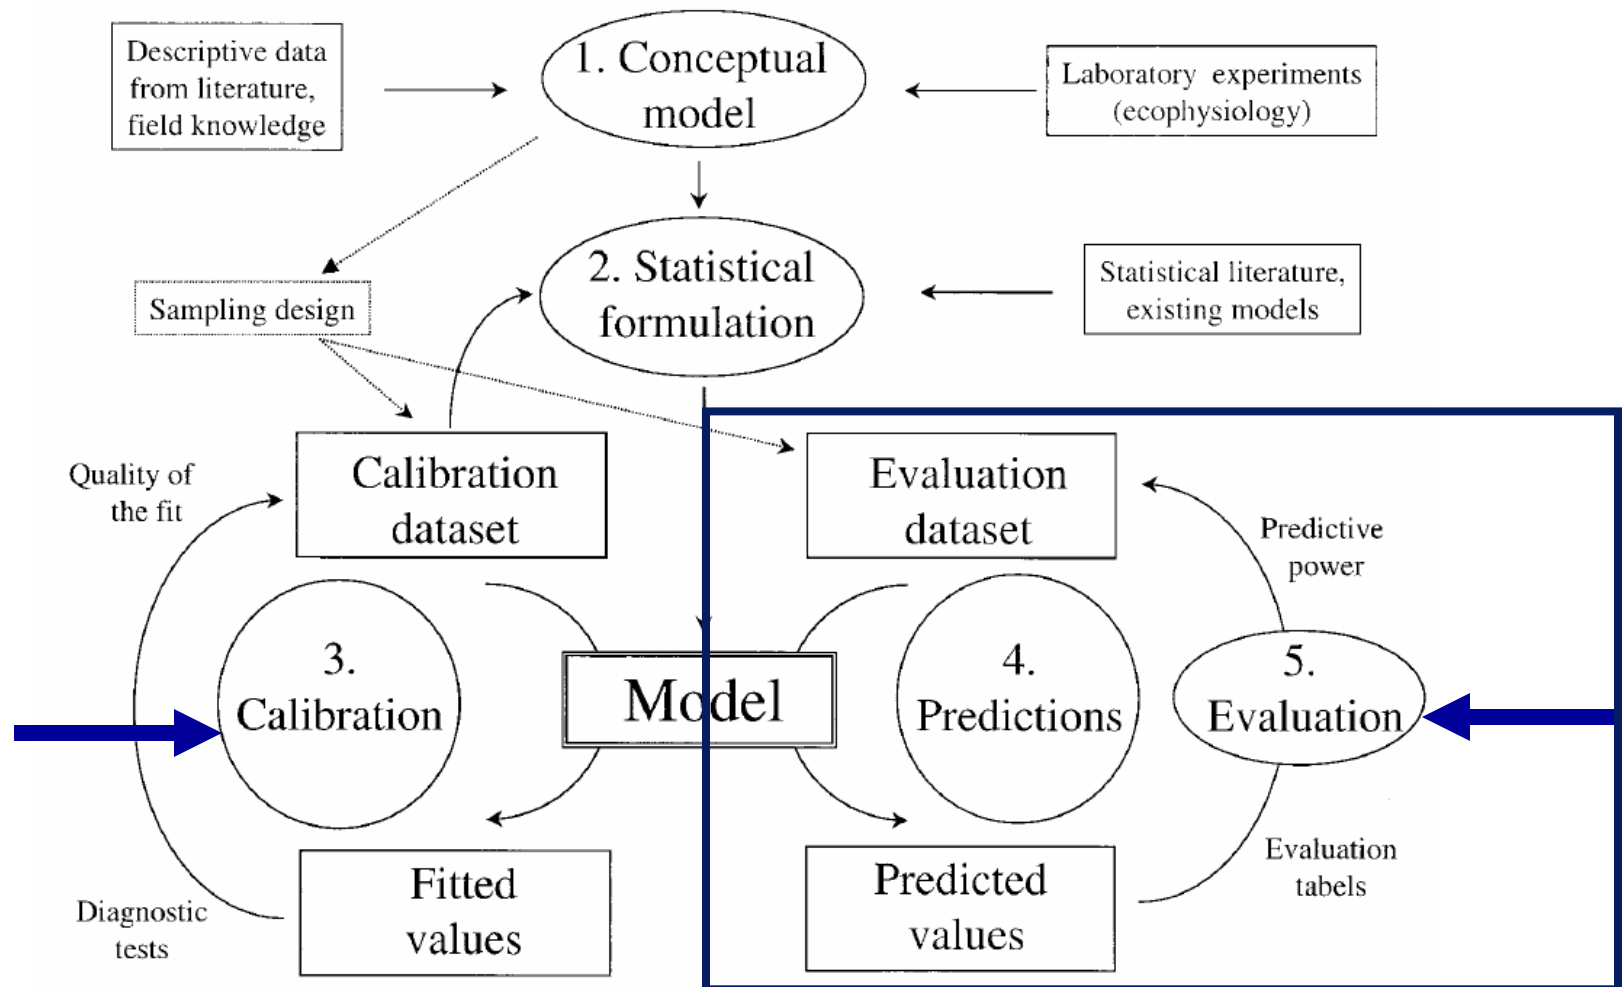 Descriptive data
from literature,
field knowledge
1. Conceptual
model
Laboratory experiments
(ecophysiology)
Sampling design
2. Statistical
formulation
Statistical literature,
existing models
Quality of
the fit
Calibration
dataset
Evaluation
dataset
Predictive
power
3.
Calibration
Model
4.
Predictions
5.
Evaluation
Diagnostic
tests
Fitted
values
Predicted
values
Evaluation
tabels